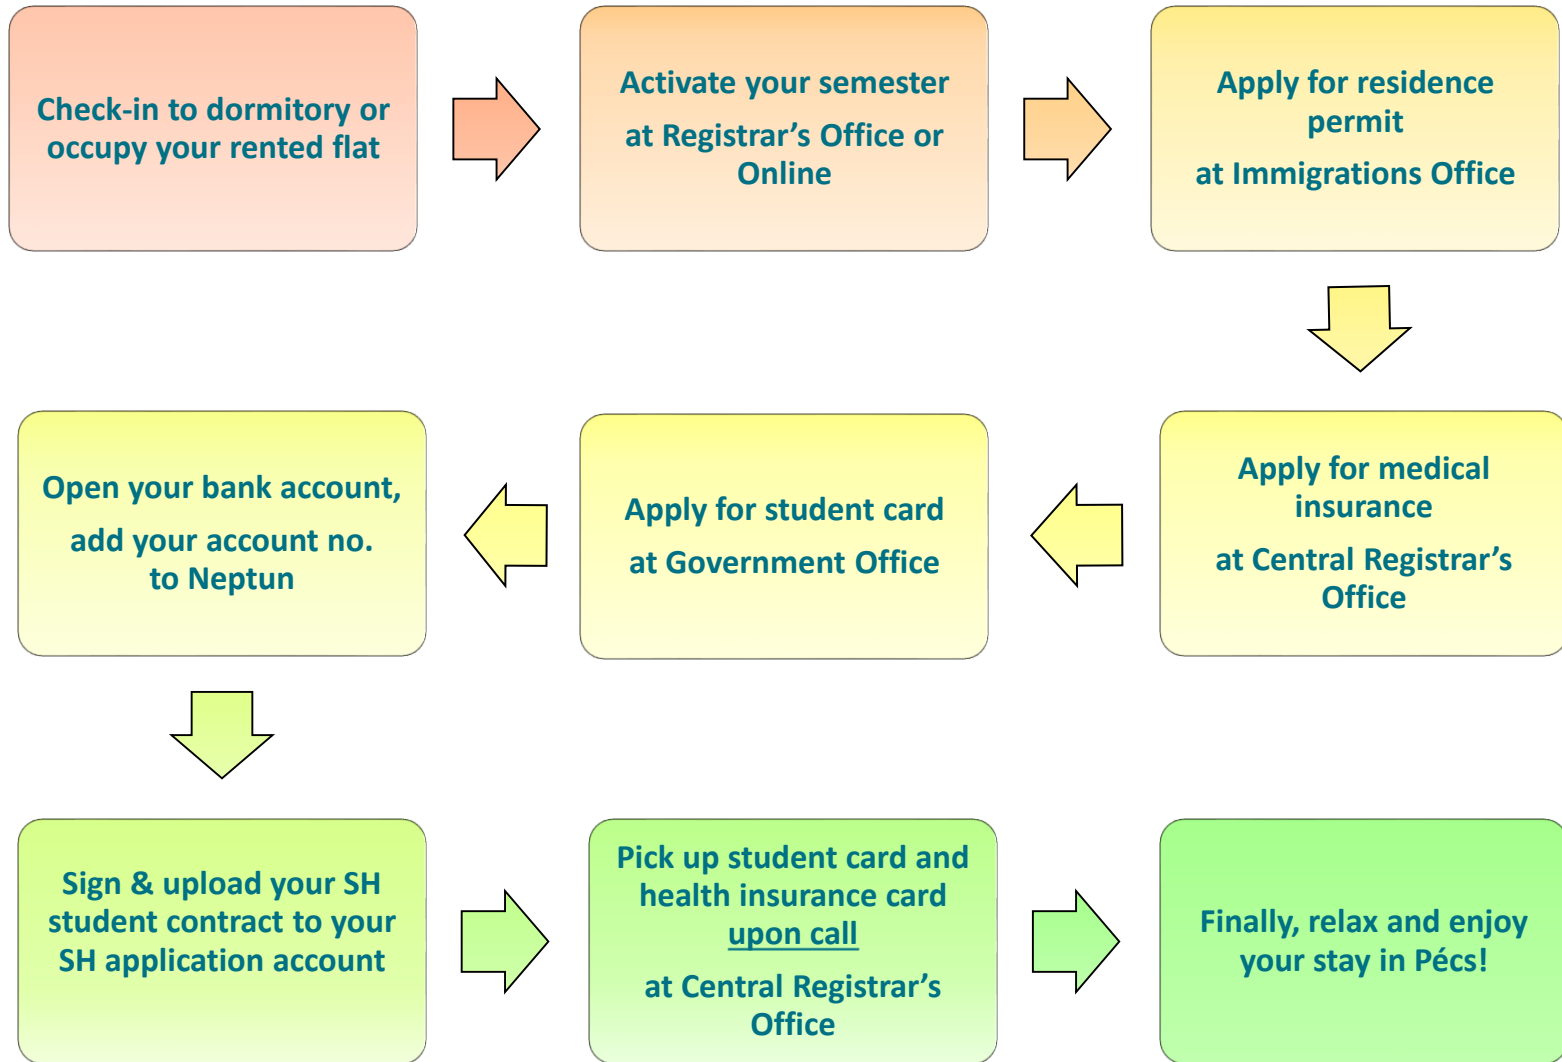 Check-in to dormitory or
occupy your rented flat
Activate your semester
at Registrar's Office or
Online
Apply for residence
permit
at Immigrations Office
Apply for medical
insurance
at Central Registrar's
Office
Apply for student card
at Government Office
Open your bank account,
add your account no.
to Neptun
Sign & upload your SH
student contract to your
SH application account
Pick up student card and
health insurance card
upon call
at Central Registrar's
Office
Finally, relax and enjoy
your stay in Pécs!